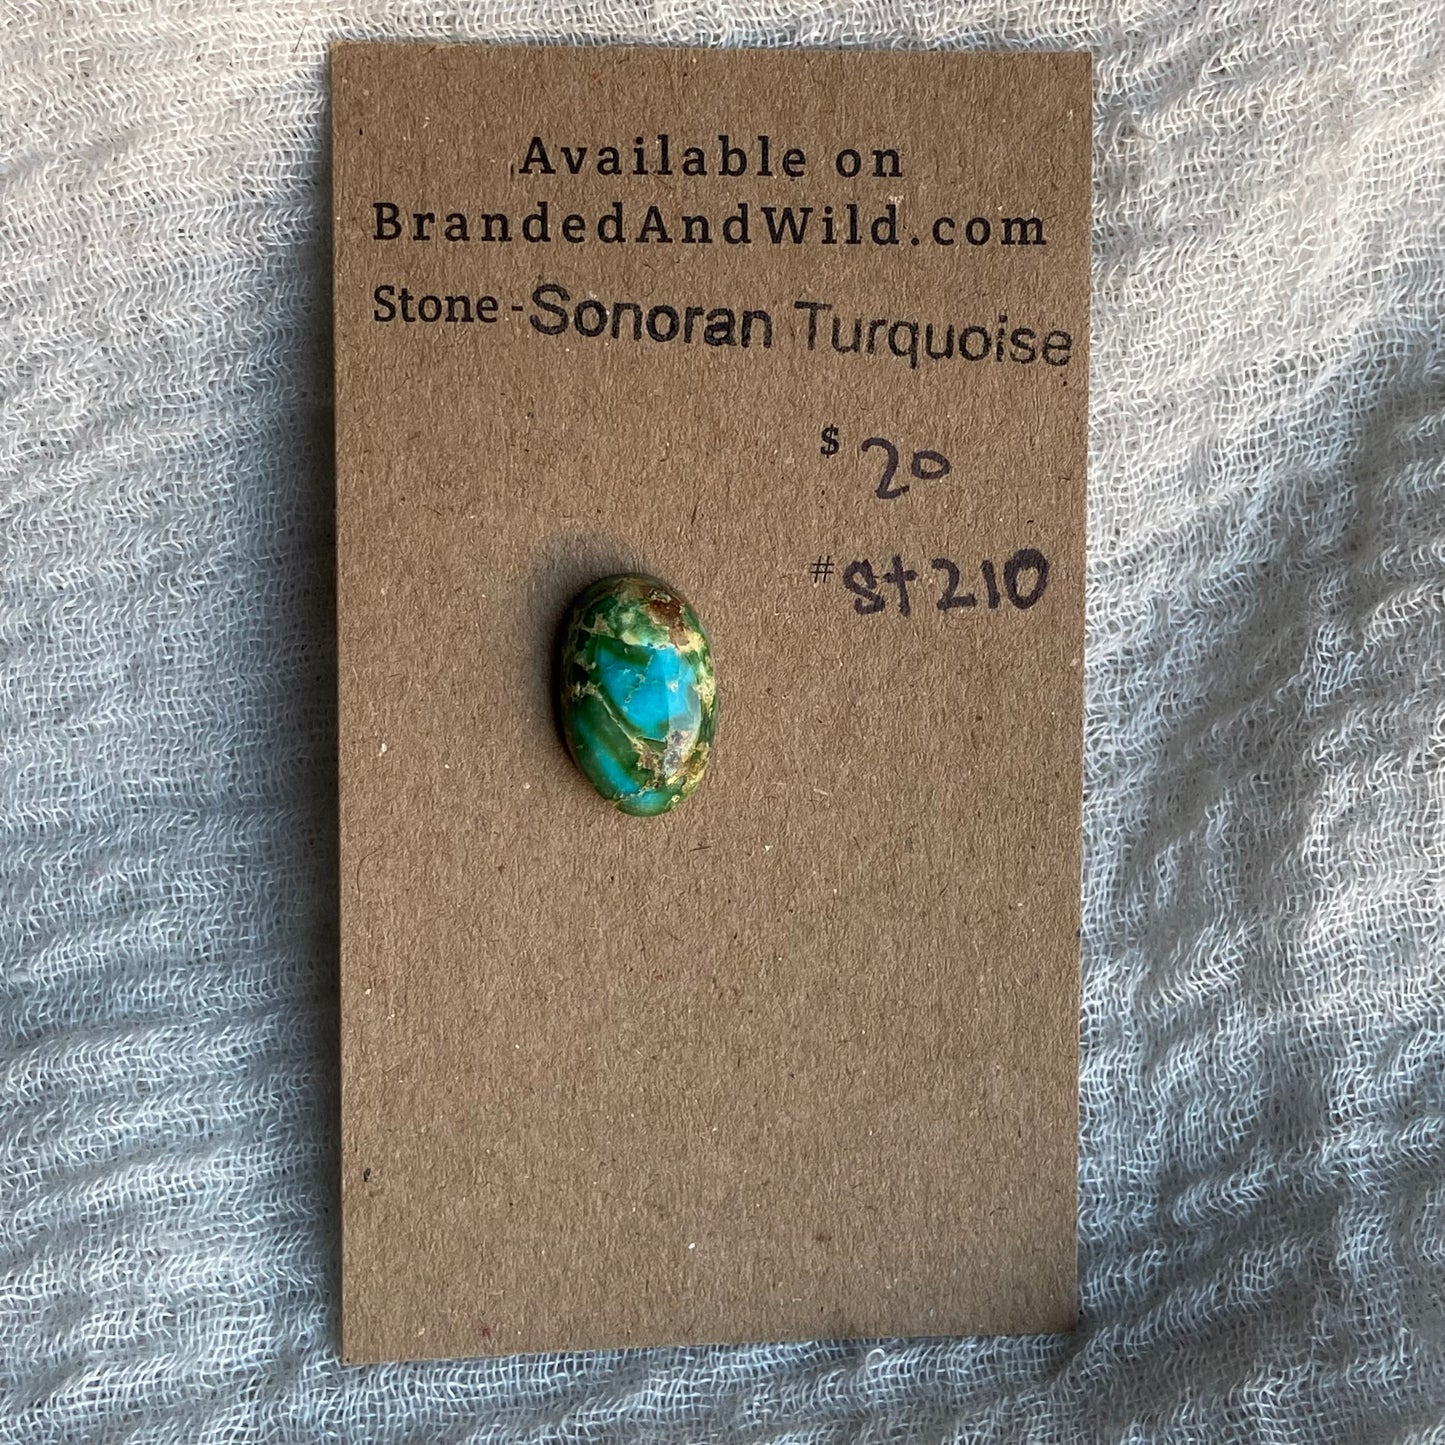 Available on
BrandedAndWild.com
Stone - Sonoran Turquoise
$ 20
# st210